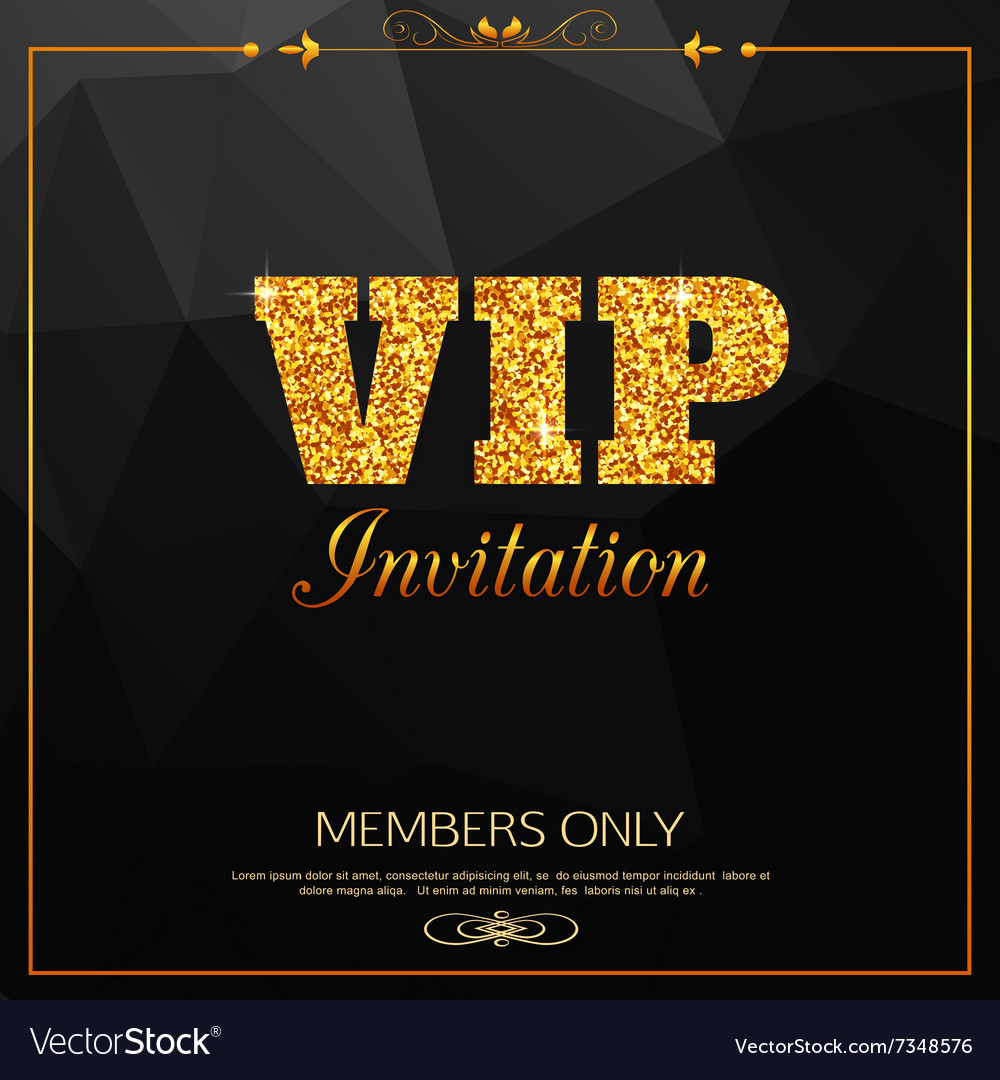 VIP
Invitation
MEMBERS ONLY
Lorem ipsum dolor sit amet, consectetur adipisicing elit, se  do eiusmod tempor incididunt  labore et
dolore magna aliqa.   Ut enim ad minim veniam, fes  laboris nisi ut aliq ex .
VectorStock®
VectorStock.com/7348576